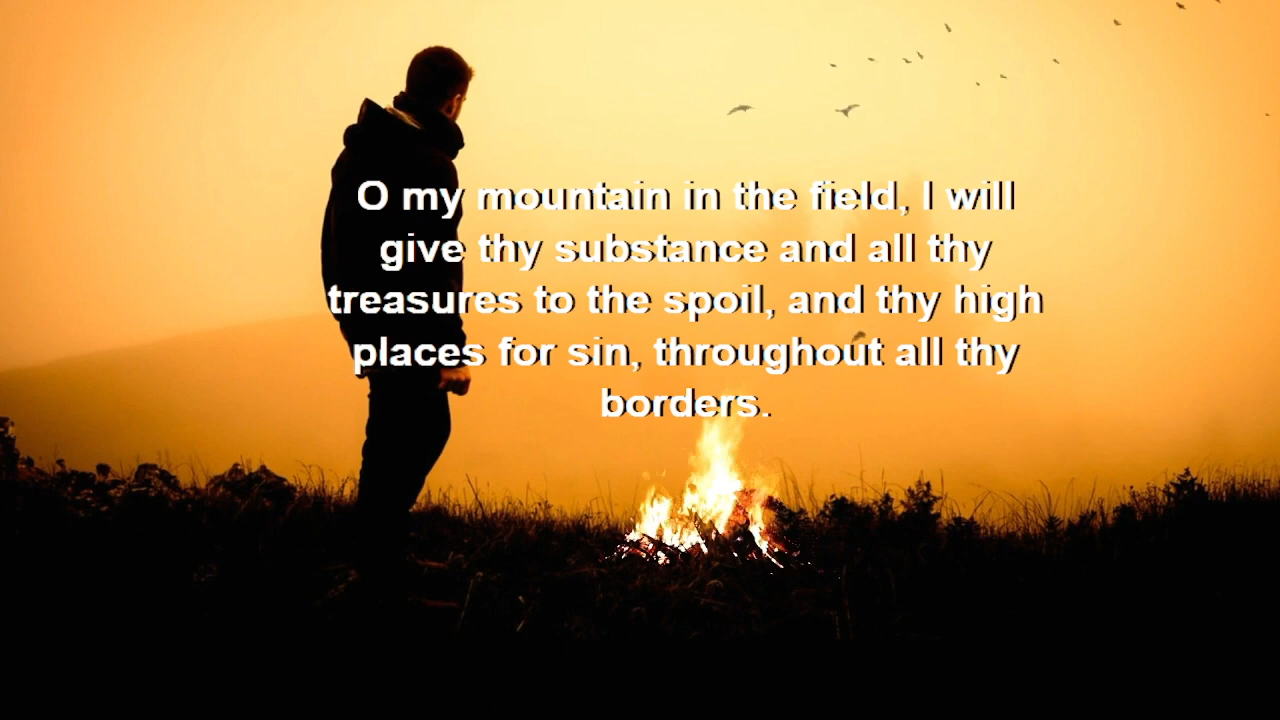 O my mountain in the field, I will
give thy substance and all thy
treasures to the spoil, and thy high
places for sin, throughout all thy
borders.